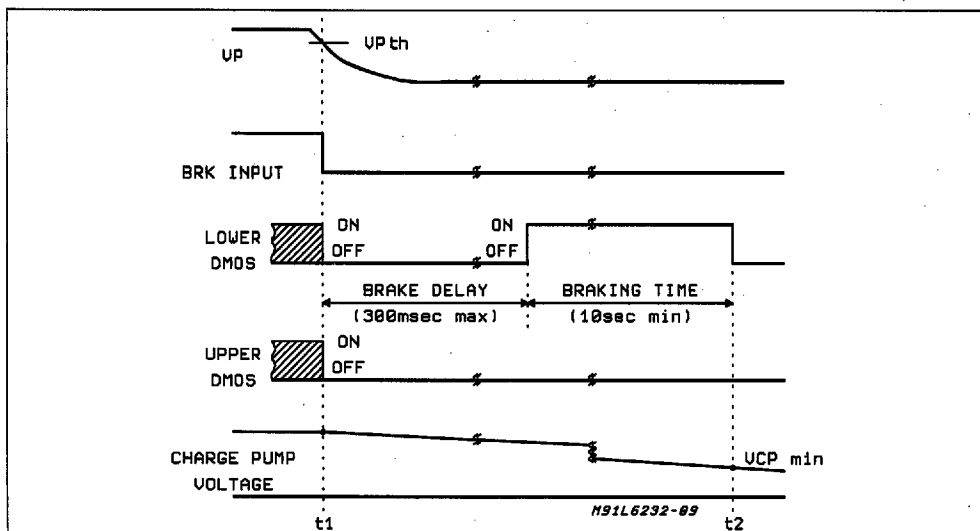 VP
VPth
BRK INPUT
LOWER
DMOS
ON
OFF
ON
OFF
BRAKE DELAY
(300msec max)
BRAKING TIME
(10sec min)
UPPER
DMOS
ON
OFF
CHARGE PUMP
VOLTAGE
VCP min
M91L6232-09
t1
t2